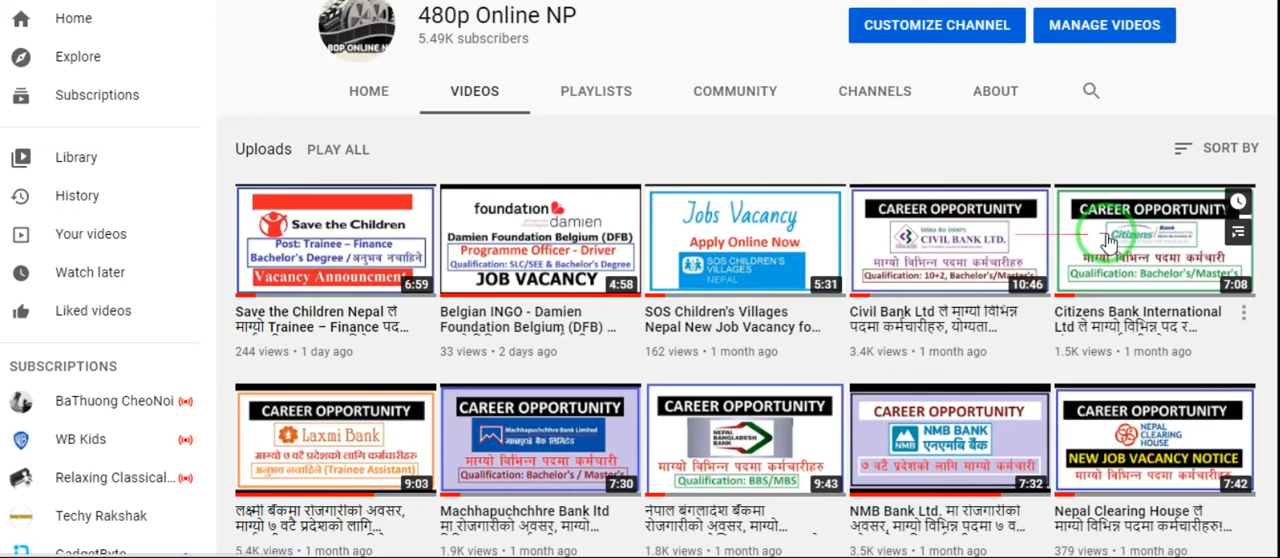 Home
480p Online NP
5.49K subscribers
CUSTOMIZE CHANNEL
MANAGE VIDEOS
Explore
Subscriptions
HOME
VIDEOS
PLAYLISTS
COMMUNITY
CHANNELS
ABOUT
Uploads
PLAY ALL
SORT BY
Library
History
Your videos
Watch later
Liked videos
SUBSCRIPTIONS
BaThuong CheoNoi
WB Kids
Relaxing Classical...
Techy Rakshak
GadgetByte
Save the Children
Post: Trainee – Finance
Bachelor's Degree / अनुभव नचाहिने
Vacancy Announcment
6:59
Save the Children Nepal ले
माग्यो Trainee – Finance पद...
244 views • 1 day ago
foundation
damien
Damien Foundation Belgium (DFB)
Programme Officer - Driver
Qualification: SLC/SEE & Bachelor's Degree
JOB VACANCY
4:58
Belgian INGO - Damien
Foundation Belgium (DFB) ...
33 views • 2 days ago
Jobs Vacancy
Apply Online Now
SOS CHILDREN'S
VILLAGES
NEPAL
5:31
SOS Children's Villages
Nepal New Job Vacancy fo...
162 views • 1 month ago
CAREER OPPORTUNITY
CIVIL BANK LTD.
माग्यो विभिन्न पदमा कर्मचारीहरु
Qualification: 10+2, Bachelor's/Master's
10:46
Civil Bank Ltd ले माग्यो विभिन्न
पदमा कर्मचारीहरु, योग्यता...
3.4K views • 1 month ago
CAREER OPPORTUNITY
Citizens Bank
माग्यो विभिन्न पदमा कर्मचारी
Qualification: Bachelor's/Master's
7:08
Citizens Bank International
Ltd ले माग्यो विभिन्न पद र...
1.5K views • 1 month ago
CAREER OPPORTUNITY
Laxmi Bank
माग्यो ७ वटै प्रदेशको लागि कर्मचारीहरु
अनुभव नचाहिने (Trainee Assistant)
9:03
लक्ष्मी बैंकमा रोजगारीको अवसर,
माग्यो ७ वटै प्रदेशको लागि...
5.4K views • 1 month ago
CAREER OPPORTUNITY
Machhapuchchhre Bank Limited
माछापुच्छ्रे बैंक लिमिटेड
माग्यो विभिन्न पदमा कर्मचारी
Qualification: Bachelor's / Master's
7:30
Machhapuchchhre Bank ltd
मा रोजगारीको अवसर, माग्यो...
1.9K views • 1 month ago
CAREER OPPORTUNITY
NEPAL
BANGLADESH
BANK
माग्यो विभिन्न पदमा कर्मचारीहरु
Qualification: BBS/MBS
9:43
नेपाल बंगलादेश बैंकमा
रोजगारीको अवसर, माग्यो...
1.8K views • 1 month ago
CAREER OPPORTUNITY
NMB BANK
एनएमबि बैंक
७ वटै प्रदेशको लागि माग्यो कर्मचारी
7:32
NMB Bank Ltd. मा रोजगारीको
अवसर, माग्यो विभिन्न पदमा ७ व...
3.5K views • 1 month ago
CAREER OPPORTUNITY
NEPAL
CLEARING
HOUSE
NEW JOB VACANCY NOTICE
माग्यो विभिन्न पदमा कर्मचारीहरु
7:42
Nepal Clearing House ले
माग्यो विभिन्न पदमा कर्मचारीहरु!...
379 views • 1 month ago